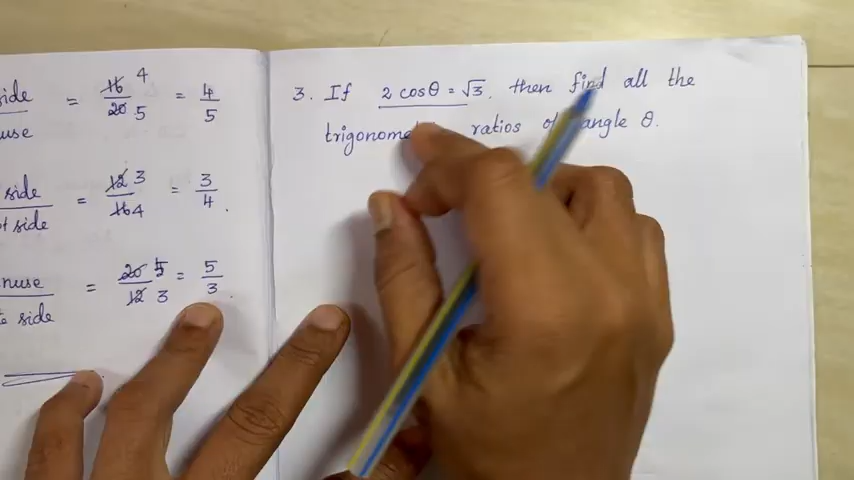 side = 16 4 / 20 5 = 4/5
use
side = 12 3 / 16 4 = 3/4.
t side
nuse = 20 5 / 12 3 = 5/3.
side
3. If 2 cosθ = √3. then find all the
ratios of angle θ.